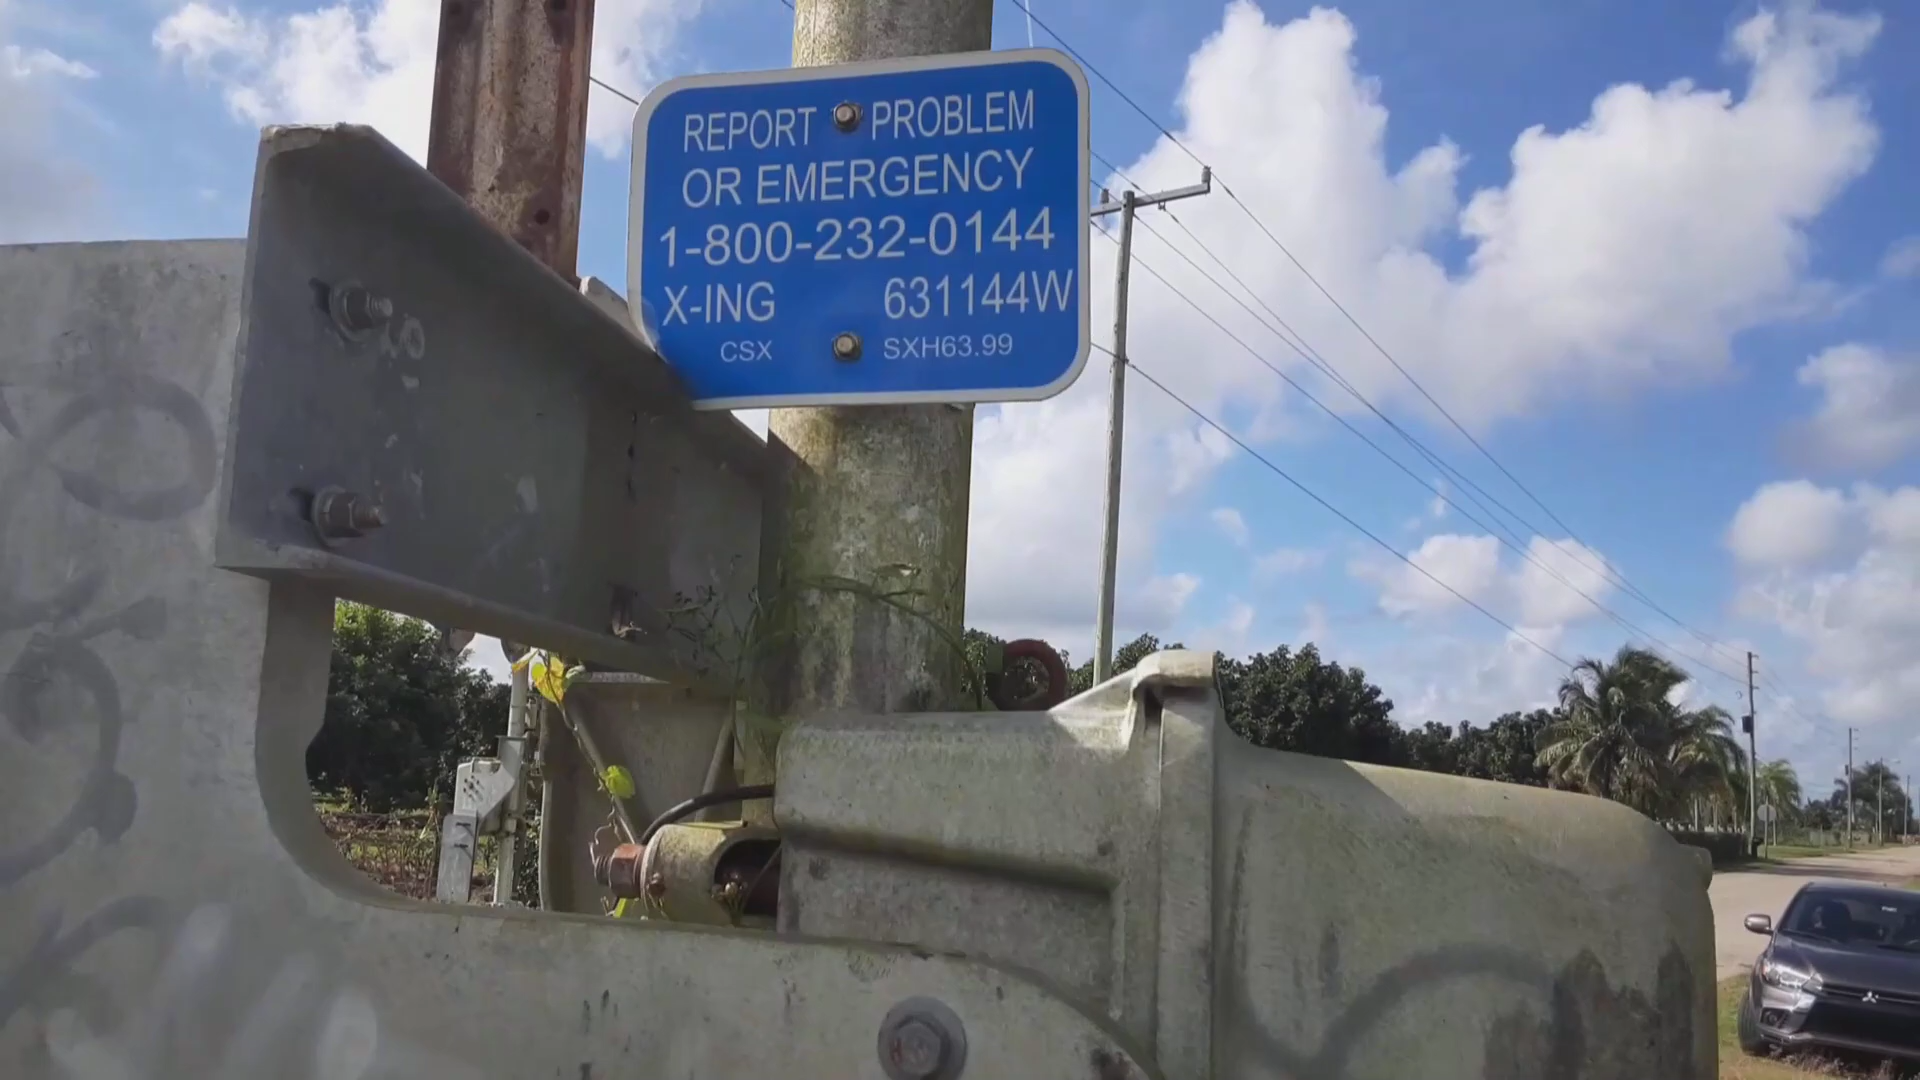 REPORT PROBLEM
OR EMERGENCY
1-800-232-0144
X-ING 631144W
CSX SXH63.99